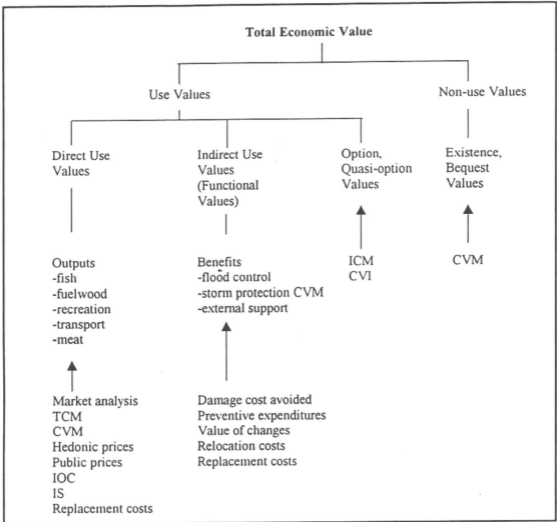 Total Economic Value
Use Values
Non-use Values
Direct Use
Values
Indirect Use
Values
(Functional
Values)
Option,
Quasi-option
Values
Existence,
Bequest
Values
Outputs
-fish
-fuelwood
-recreation
-transport
-meat
Benefits
-flood control
-storm protection CVM
-external support
ICM
CVI
CVM
Market analysis
TCM
CVM
Hedonic prices
Public prices
IOC
IS
Replacement costs
Damage cost avoided
Preventive expenditures
Value of changes
Relocation costs
Replacement costs